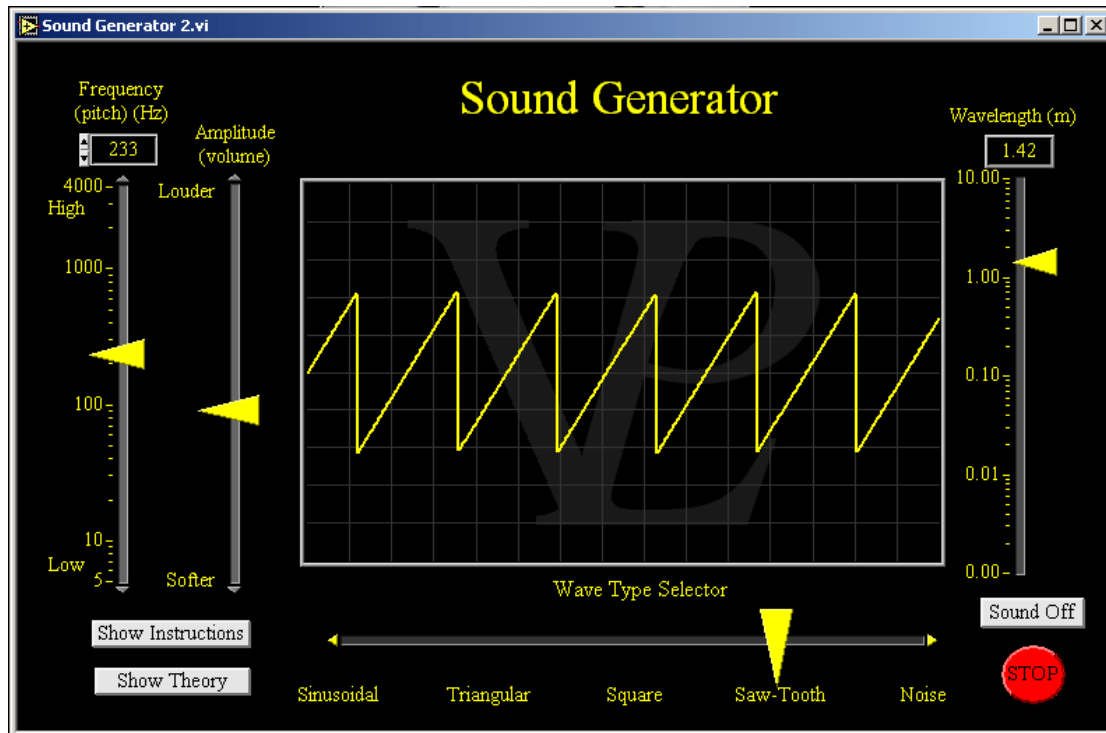 Sound Generator 2.vi
Sound Generator
Frequency
(pitch) (Hz)
233
4000
High
1000
100
10
Low
5
Amplitude
(volume)
Louder
Softer
VPL
Wavelength (m)
1.42
10.00
1.00
0.10
0.01
0.00
Wave Type Selector
Sinusoidal Triangular Square Saw-Tooth Noise
Show Instructions
Show Theory
Sound Off
STOP